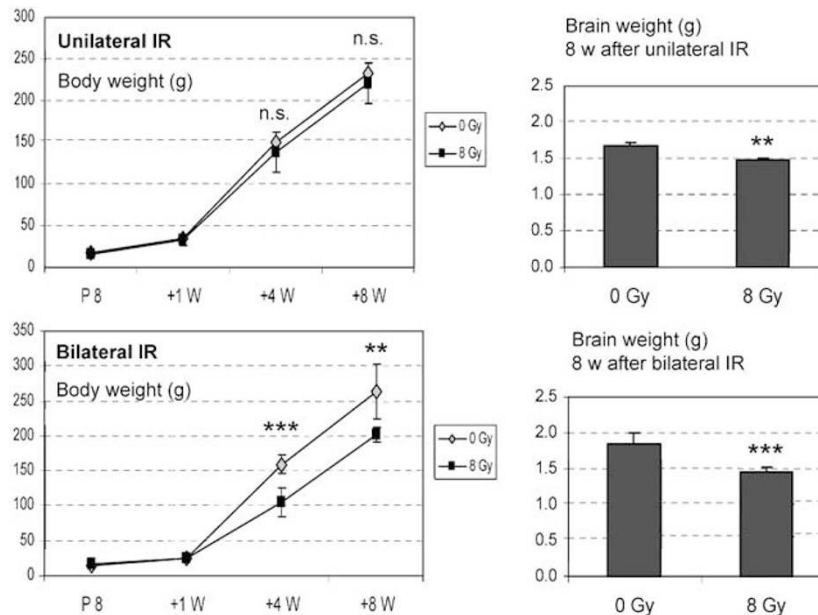 Unilateral IR
Body weight (g)
300
250
200
150
100
50
0
n.s.
n.s.
P 8
+1 W
+4 W
+8 W
0 Gy
8 Gy
Brain weight (g)
8 w after unilateral IR
2.5
2.0
1.5
1.0
0.5
0.0
**
0 Gy
8 Gy
Bilateral IR
Body weight (g)
350
300
250
200
150
100
50
0
***
**
P 8
+1 W
+4 W
+8 W
0 Gy
8 Gy
Brain weight (g)
8 w after bilateral IR
2.5
2.0
1.5
1.0
0.5
0.0
***
0 Gy
8 Gy